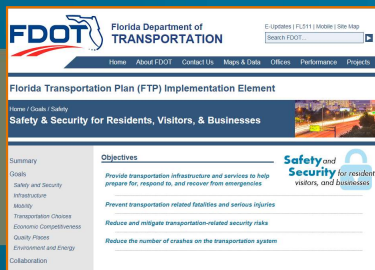 FDOT
Florida Department of
TRANSPORTATION
E-Updates | FL511 | Mobile | Site Map
Search FDOT...
Home About FDOT Contact Us Maps & Data Offices Performance Projects
Florida Transportation Plan (FTP) Implementation Element
Home / Goals / Safety
Safety & Security for Residents, Visitors, & Businesses
Summary
Goals
Safety and Security
Infrastructure
Mobility
Transportation Choices
Economic Competitiveness
Quality Places
Environment and Energy
Collaboration
Objectives
Provide transportation infrastructure and services to help
prepare for, respond to, and recover from emergencies
Prevent transportation related fatalities and serious injuries
Reduce and mitigate transportation-related security risks
Reduce the number of crashes on the transportation system
Safety and
Security for resident
visitors, and businesses